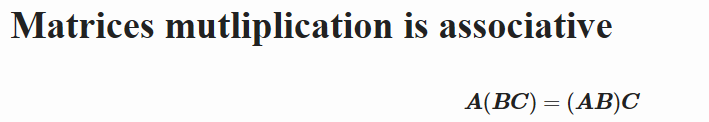 Matrices mutliplication is associative
A(BC) = (AB)C